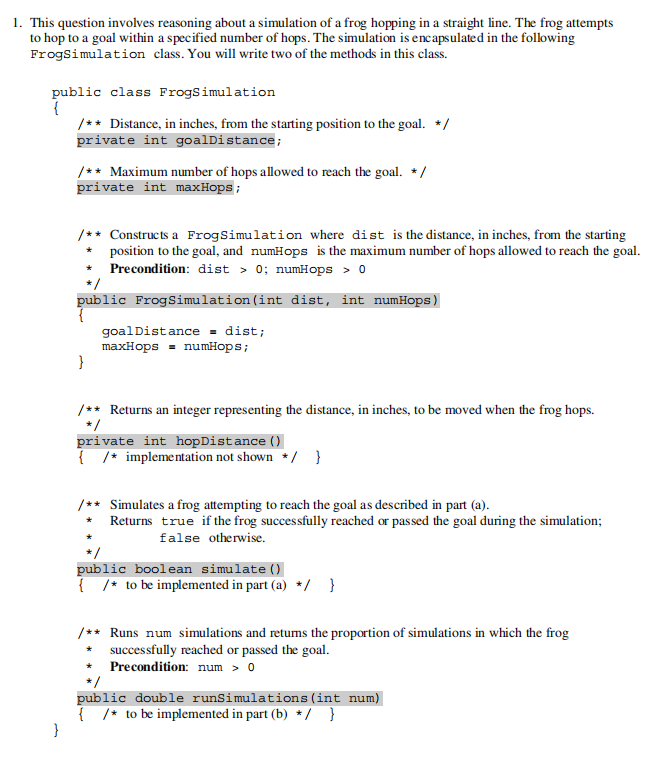 1. This question involves reasoning about a simulation of a frog hopping in a straight line. The frog attempts
to hop to a goal within a specified number of hops. The simulation is encapsulated in the following
FrogSimulation class. You will write two of the methods in this class.
public class FrogSimulation
{
/** Distance, in inches, from the starting position to the goal. */
private int goalDistance;
/** Maximum number of hops allowed to reach the goal. */
private int maxHops;
/** Constructs a FrogSimulation where dist is the distance, in inches, from the starting
* position to the goal, and numHops is the maximum number of hops allowed to reach the goal.
* Precondition: dist > 0; numHops > 0
*/
public FrogSimulation(int dist, int numHops)
{
goalDistance = dist;
maxHops = numHops;
}
/** Returns an integer representing the distance, in inches, to be moved when the frog hops.
*/
private int hopDistance()
{ /* implementation not shown */ }
/** Simulates a frog attempting to reach the goal as described in part (a).
* Returns true if the frog successfully reached or passed the goal during the simulation;
* false otherwise.
*/
public boolean simulate()
{ /* to be implemented in part (a) */ }
/** Runs num simulations and returns the proportion of simulations in which the frog
* successfully reached or passed the goal.
* Precondition: num > 0
*/
public double runSimulations(int num)
{ /* to be implemented in part (b) */ }
}